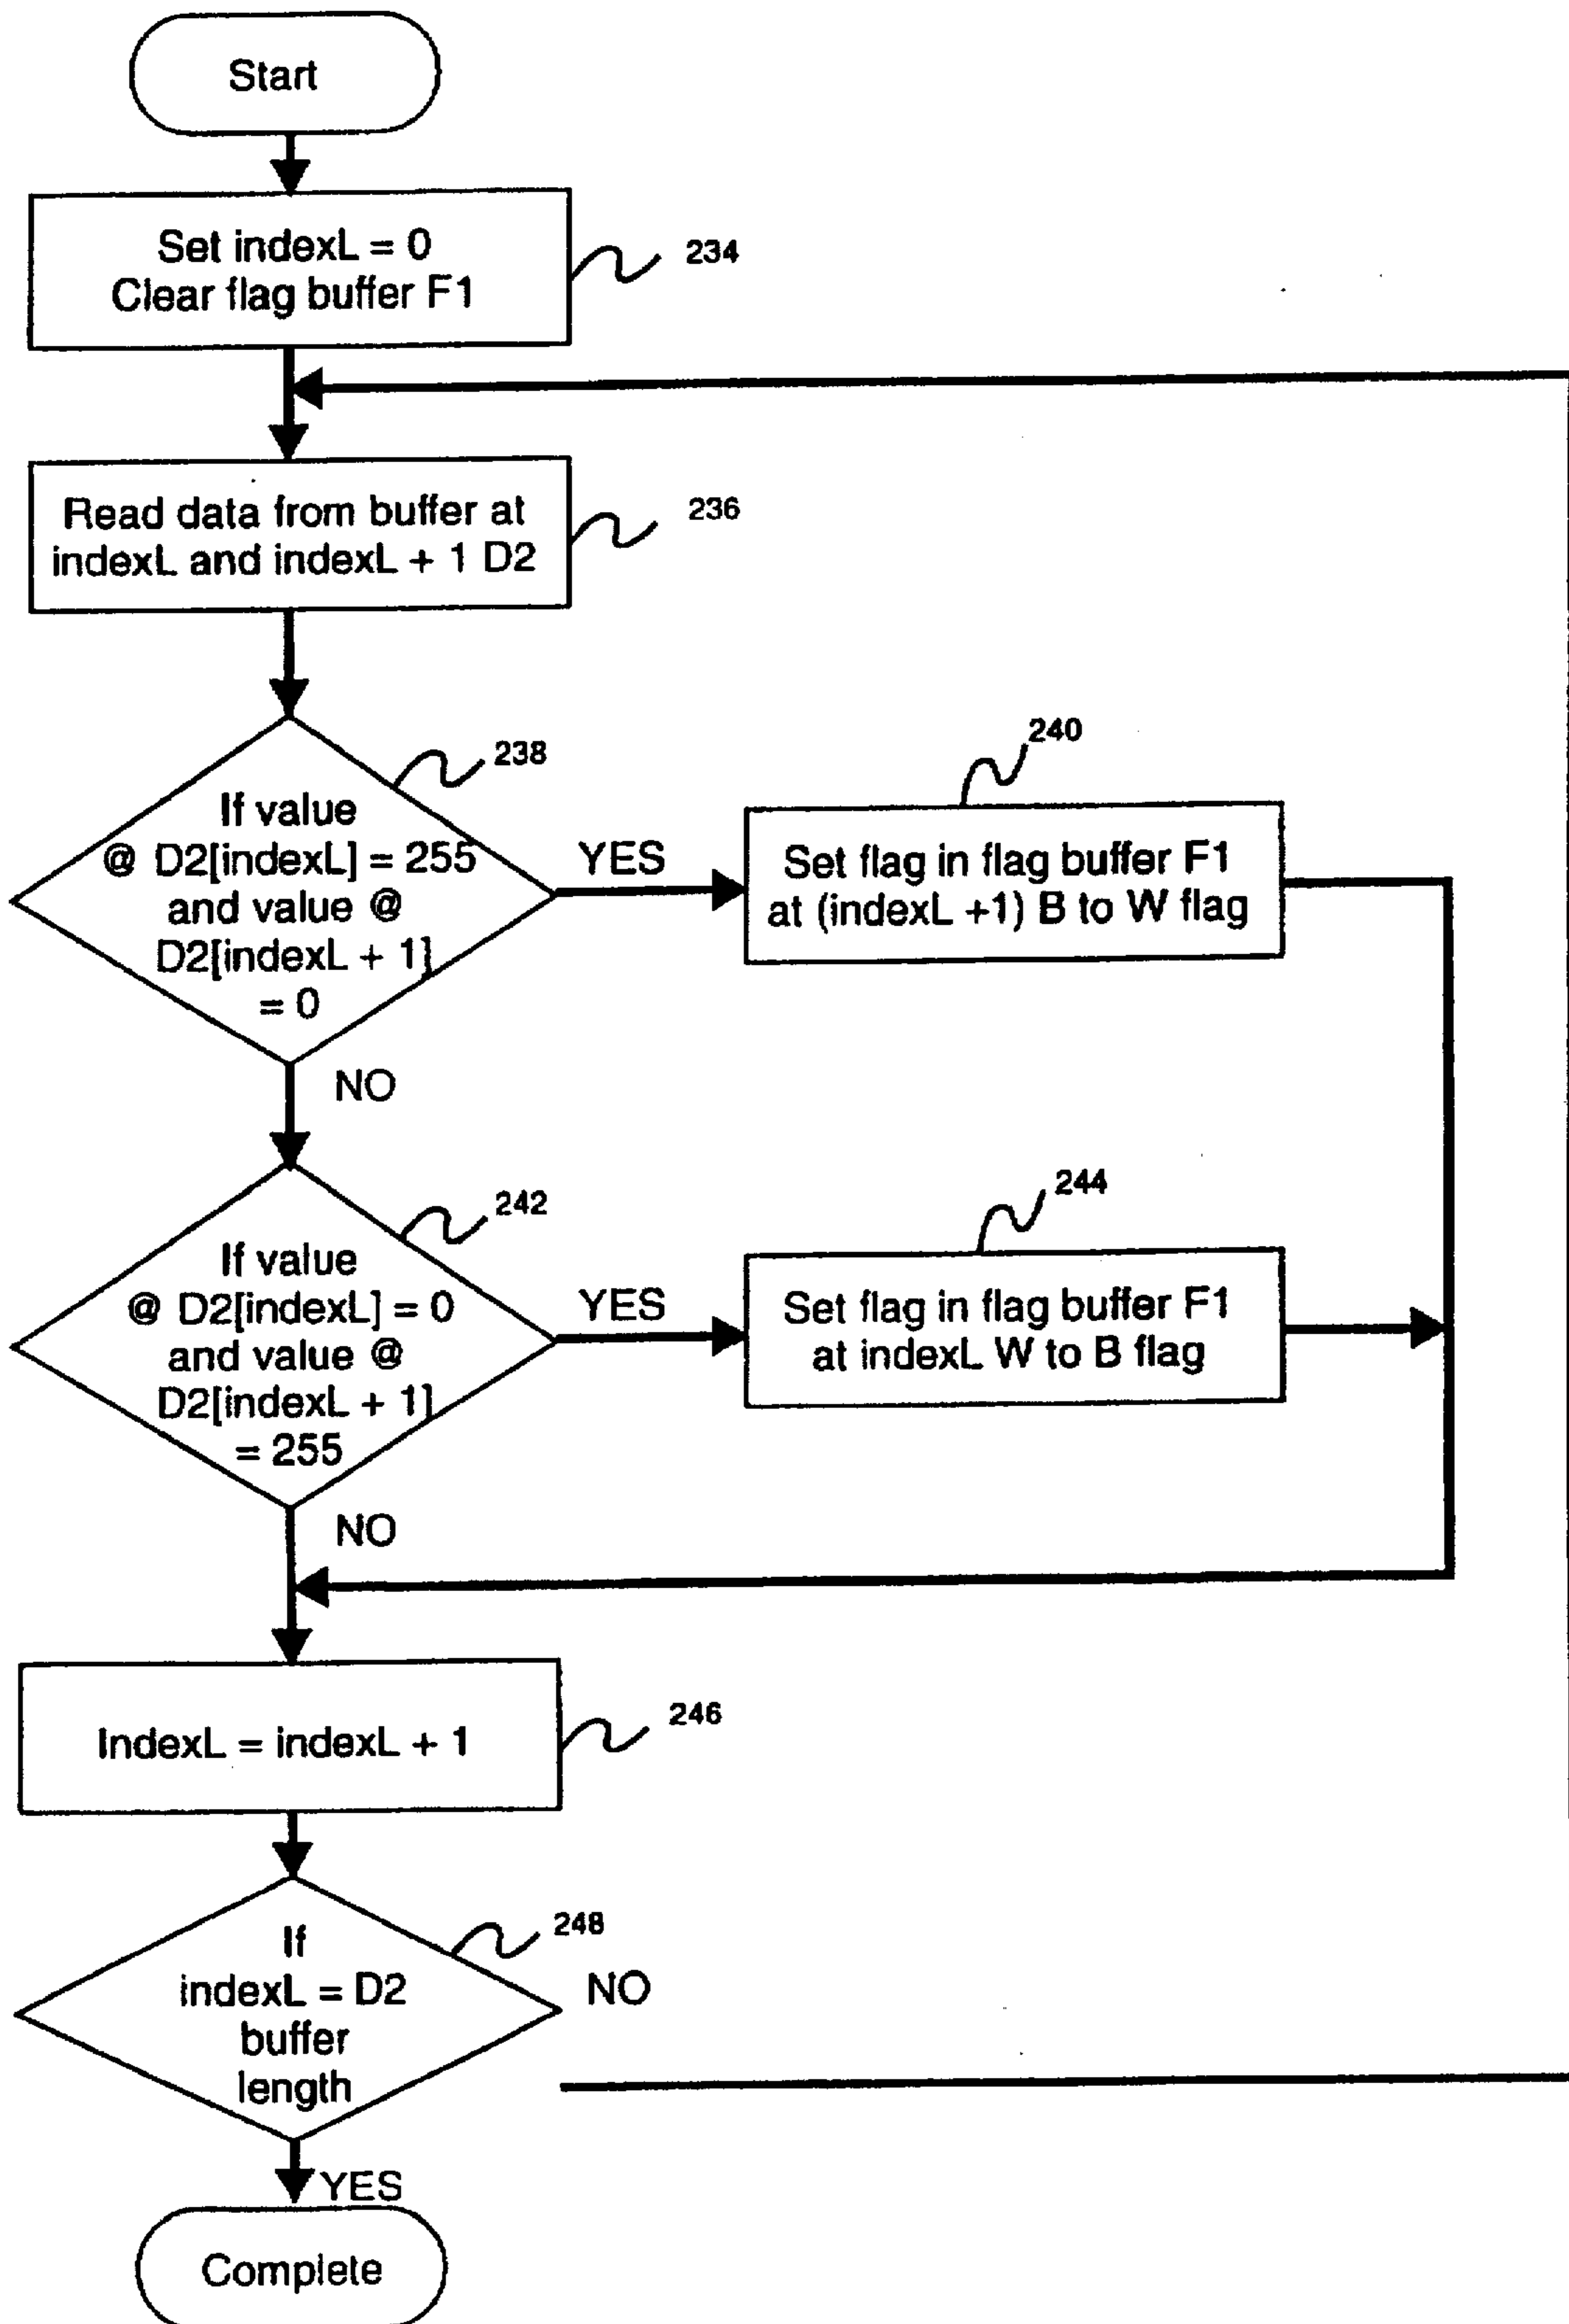 Start
Set indexL = 0
Clear flag buffer F1
234
Read data from buffer at
indexL and indexL + 1 D2
236
238
If value
@ D2[indexL] = 255
and value @
D2[indexL + 1]
= 0
YES
240
Set flag in flag buffer F1
at (indexL +1) B to W flag
NO
242
If value
@ D2[indexL] = 0
and value @
D2[indexL + 1]
= 255
YES
244
Set flag in flag buffer F1
at indexL W to B flag
NO
IndexL = indexL + 1
246
248
If
indexL = D2
buffer
length
NO
YES
Complete